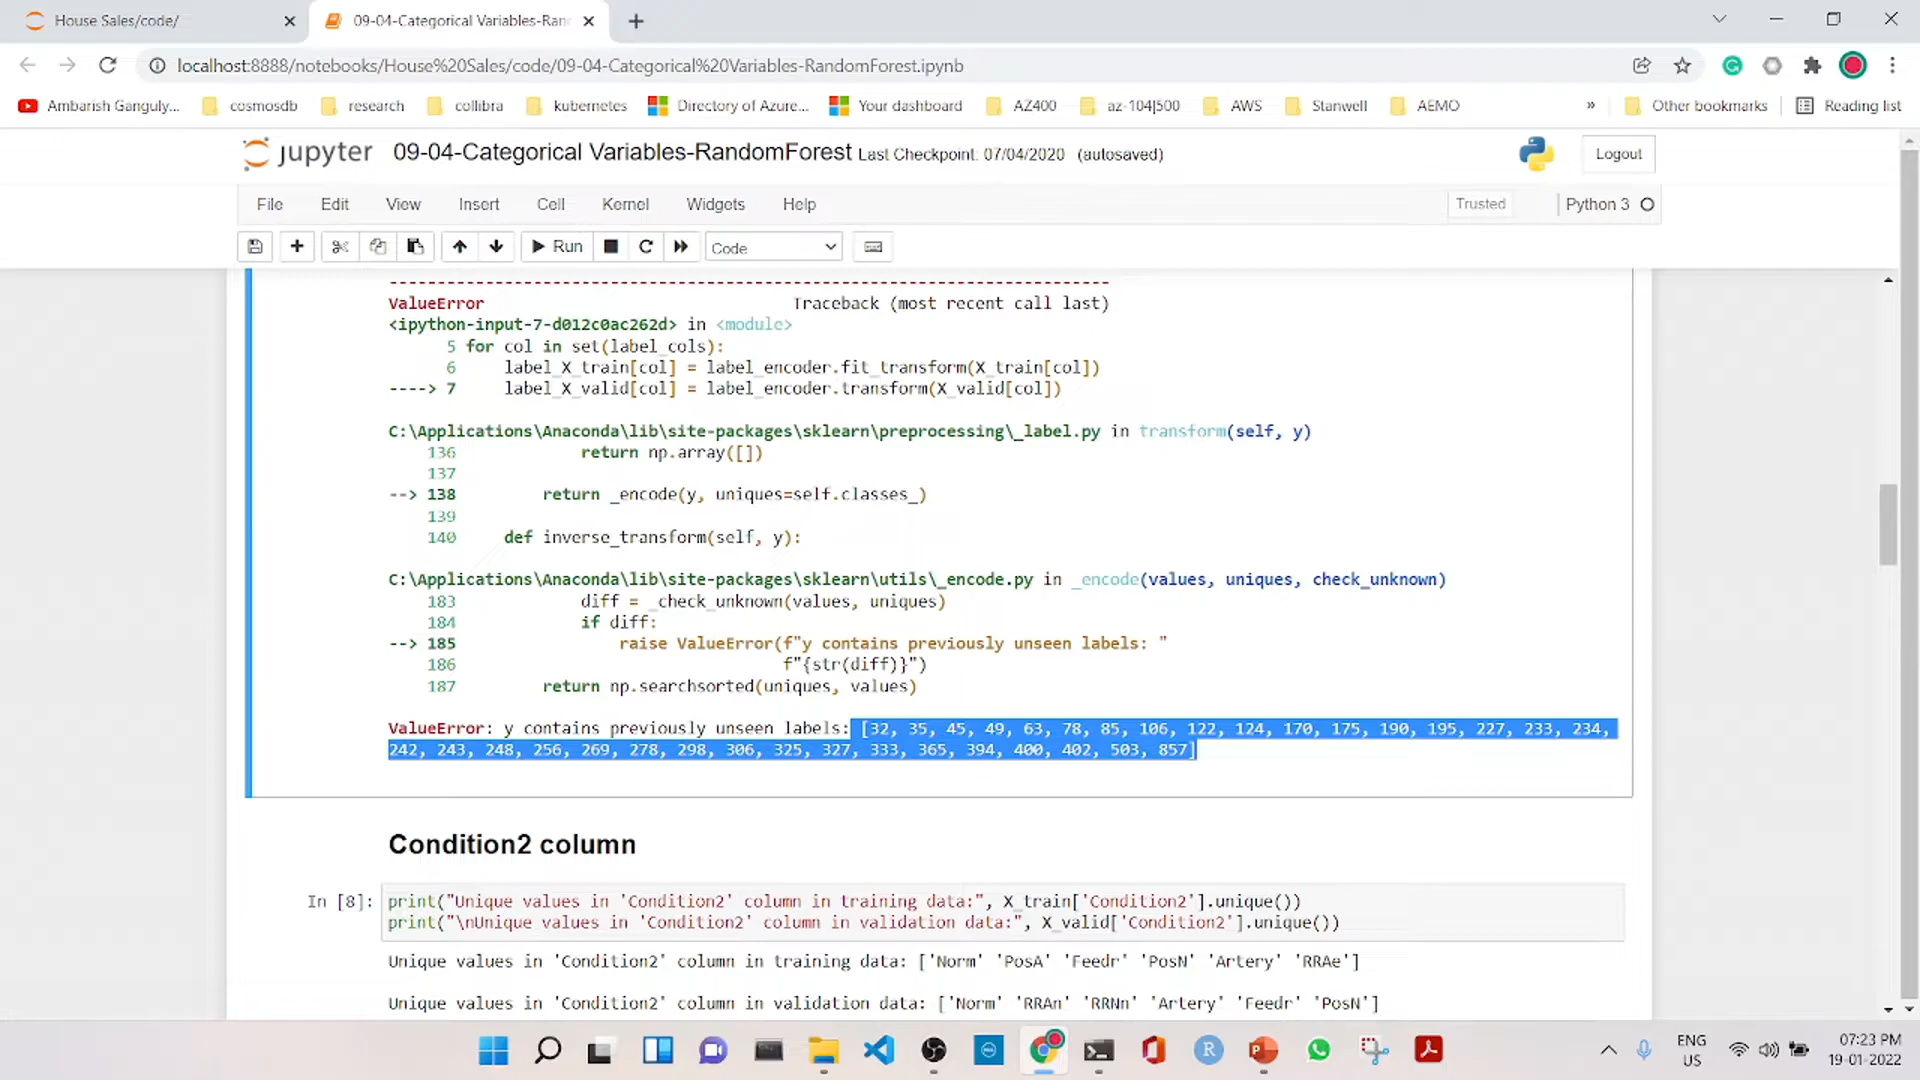 House Sales/code/
09-04-Categorical Variables-Ran
localhost:8888/notebooks/House%20Sales/code/09-04-Categorical%20Variables-RandomForest.ipynb
Ambarish Ganguly... cosmosdb research collibra kubernetes Directory of Azure... Your dashboard AZ400 az-104|500 AWS Stanwell AEMO » Other bookmarks Reading list
jupyter 09-04-Categorical Variables-RandomForest Last Checkpoint: 07/04/2020 (autosaved) Logout
File Edit View Insert Cell Kernel Widgets Help Trusted Python 3
Run Code
---------------------------------------------------------------------------
ValueError Traceback (most recent call last)
<ipython-input-7-d012c0ac262d> in <module>
5 for col in set(label_cols):
6 label_X_train[col] = label_encoder.fit_transform(X_train[col])
----> 7 label_X_valid[col] = label_encoder.transform(X_valid[col])
C:\Applications\Anaconda\lib\site-packages\sklearn\preprocessing\_label.py in transform(self, y)
136 return np.array([])
137
--> 138 return _encode(y, uniques=self.classes_)
139
140 def inverse_transform(self, y):
C:\Applications\Anaconda\lib\site-packages\sklearn\utils\_encode.py in _encode(values, uniques, check_unknown)
183 diff = _check_unknown(values, uniques)
184 if diff:
--> 185 raise ValueError(f"y contains previously unseen labels: "
186 f"{str(diff)}")
187 return np.searchsorted(uniques, values)
ValueError: y contains previously unseen labels: [32, 35, 45, 49, 63, 78, 85, 106, 122, 124, 170, 175, 190, 195, 227, 233, 234,
242, 243, 248, 256, 269, 278, 298, 306, 325, 327, 333, 365, 394, 400, 402, 503, 857]
Condition2 column
In [8]: print("Unique values in 'Condition2' column in training data:", X_train['Condition2'].unique())
print("\nUnique values in 'Condition2' column in validation data:", X_valid['Condition2'].unique())
Unique values in 'Condition2' column in training data: ['Norm' 'PosA' 'Feedr' 'PosN' 'Artery' 'RRAe']
Unique values in 'Condition2' column in validation data: ['Norm' 'RRAn' 'RRNn' 'Artery' 'Feedr' 'PosN']
ENG
US
07:23 PM
19-01-2022